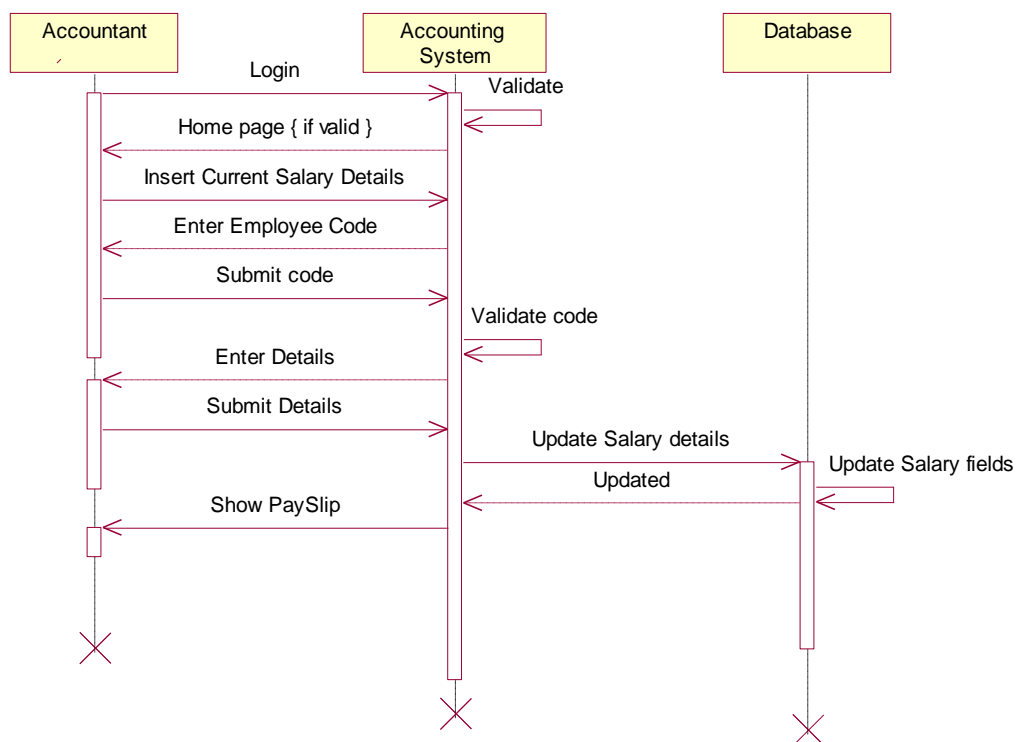 Accountant
Accounting
System
Database
Login
Validate
Home page { if valid }
Insert Current Salary Details
Enter Employee Code
Submit code
Validate code
Enter Details
Submit Details
Update Salary details
Update Salary fields
Updated
Show PaySlip